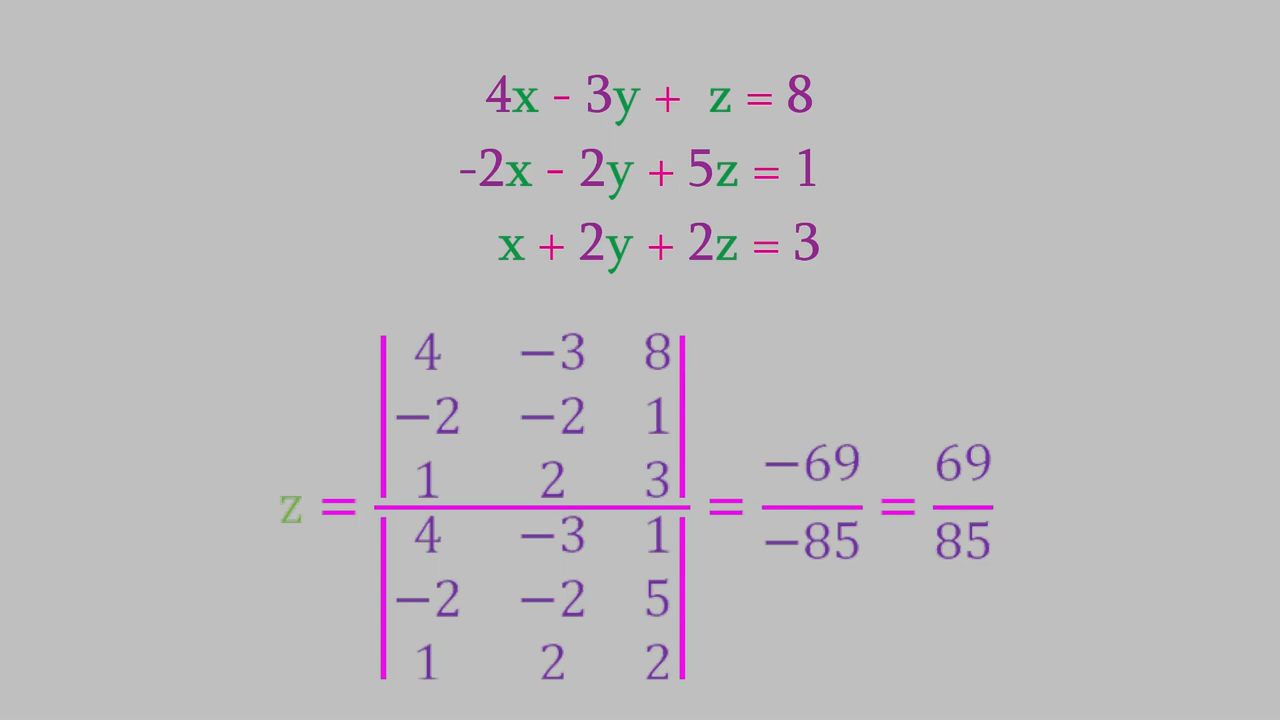 4x - 3y + z = 8
-2x - 2y + 5z = 1
x + 2y + 2z = 3
4 −3 8
−2 −2 1
1 2 3
z = = −69 = 69
−85 85
4 −3 1
−2 −2 5
1 2 2